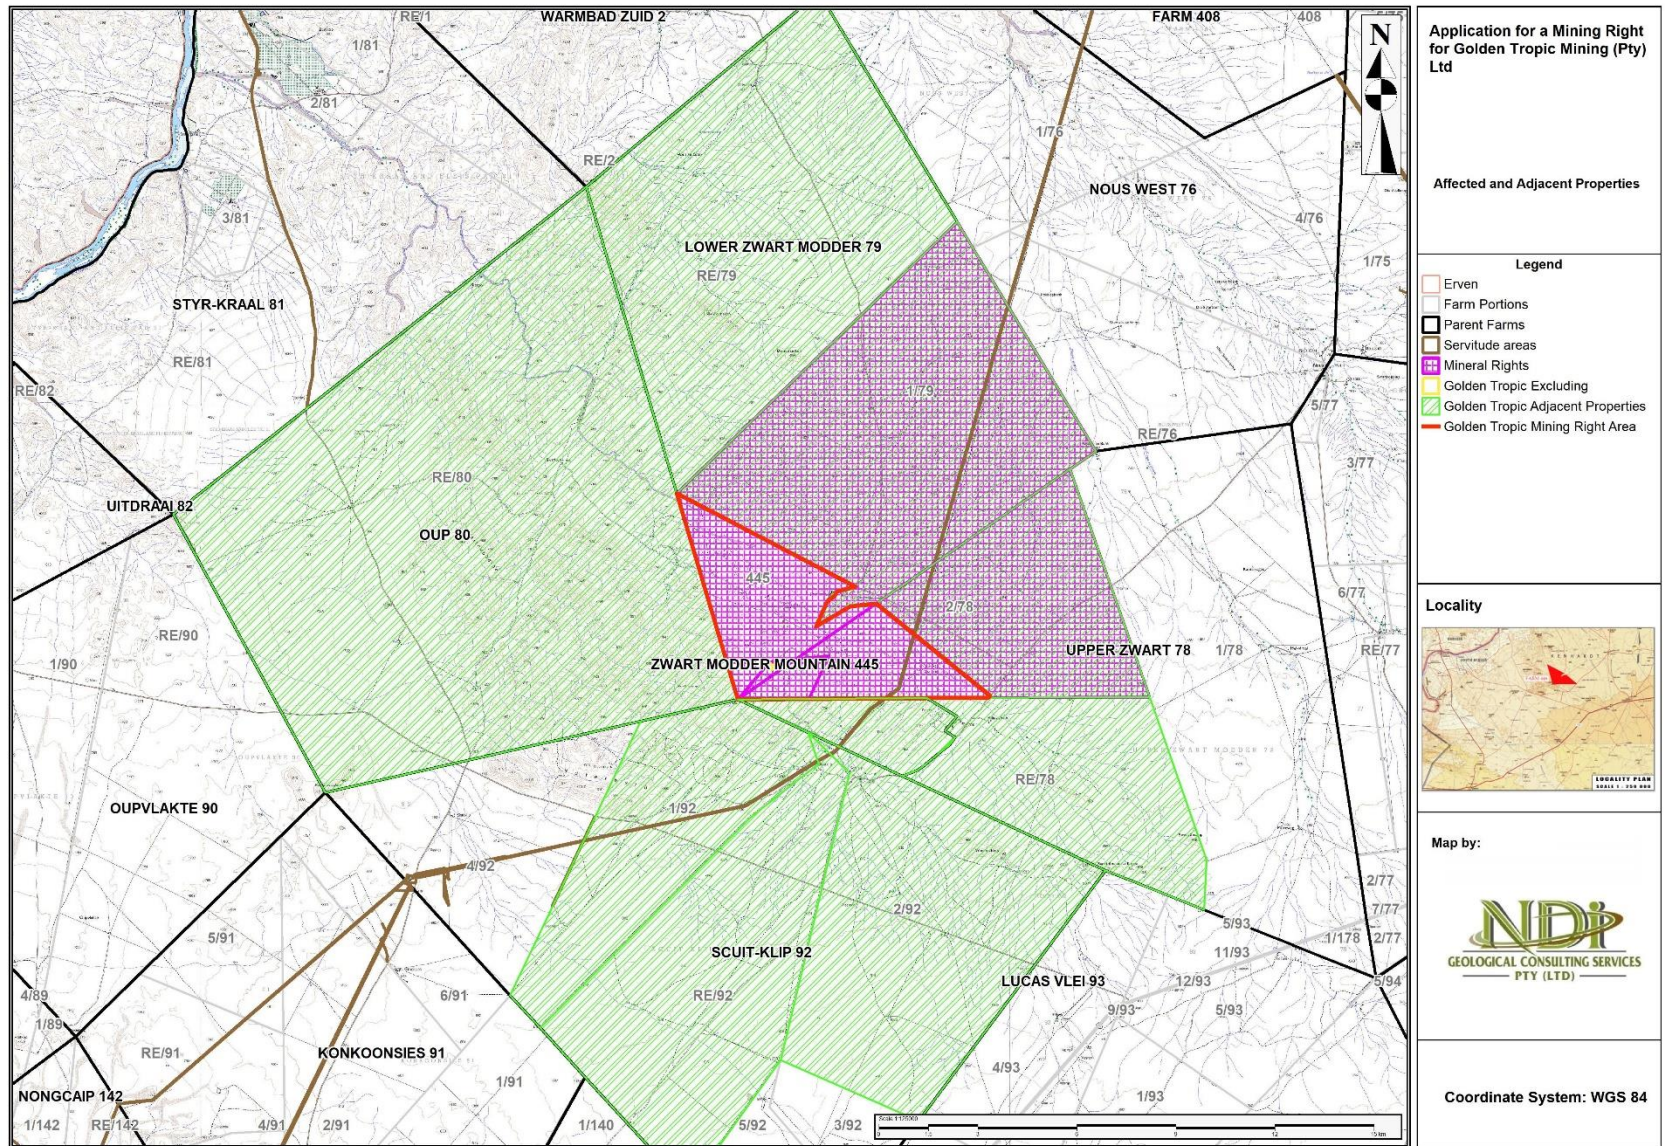 WARMBAD ZUID 2
FARM 408
408
RE/1
1/81
2/81
1/76
RE/2
NOUS WEST 76
3/81
4/76
LOWER ZWART MODDER 79
1/75
RE/79
STYR-KRAAL 81
RE/81
RE/82
1/79
5/77
RE/76
3/77
RE/80
UITDRAAI 82
OUP 80
445
6/77
2/78
RE/90
UPPER ZWART 78
1/78
RE/77
1/90
ZWART MODDER MOUNTAIN 445
RE/78
OUPVLAKTE 90
1/92
4/92
2/77
2/92
7/77
5/93
5/91
1/178
2/77
SCUIT-KLIP 92
11/93
LUCAS VLEI 93
12/93
5/94
4/89
6/91
RE/92
9/93
5/93
1/89
RE/91
KONKOONSIES 91
4/93
1/91
NONGCAIP 142
1/93
1/142
RE/142
4/91
2/91
1/140
5/92
3/92
Scale 1:125000
N
Application for a Mining Right
for Golden Tropic Mining (Pty)
Ltd
Affected and Adjacent Properties
Legend
Erven
Farm Portions
Parent Farms
Servitude areas
Mineral Rights
Golden Tropic Excluding
Golden Tropic Adjacent Properties
Golden Tropic Mining Right Area
Locality
LOCALITY PLAN
SCALE 1 : 250 000
Map by:
NDi
GEOLOGICAL CONSULTING SERVICES
PTY (LTD)
Coordinate System: WGS 84